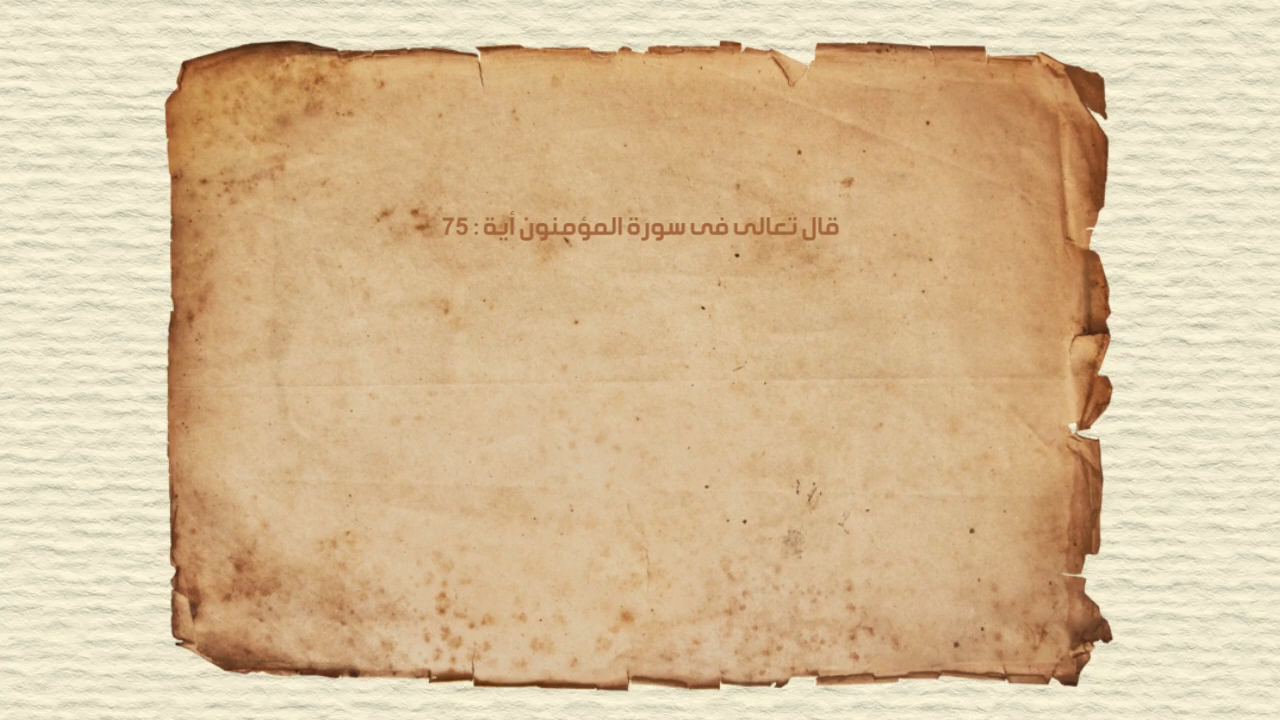 قال تعالى فى سورة المؤمنون أية : 75